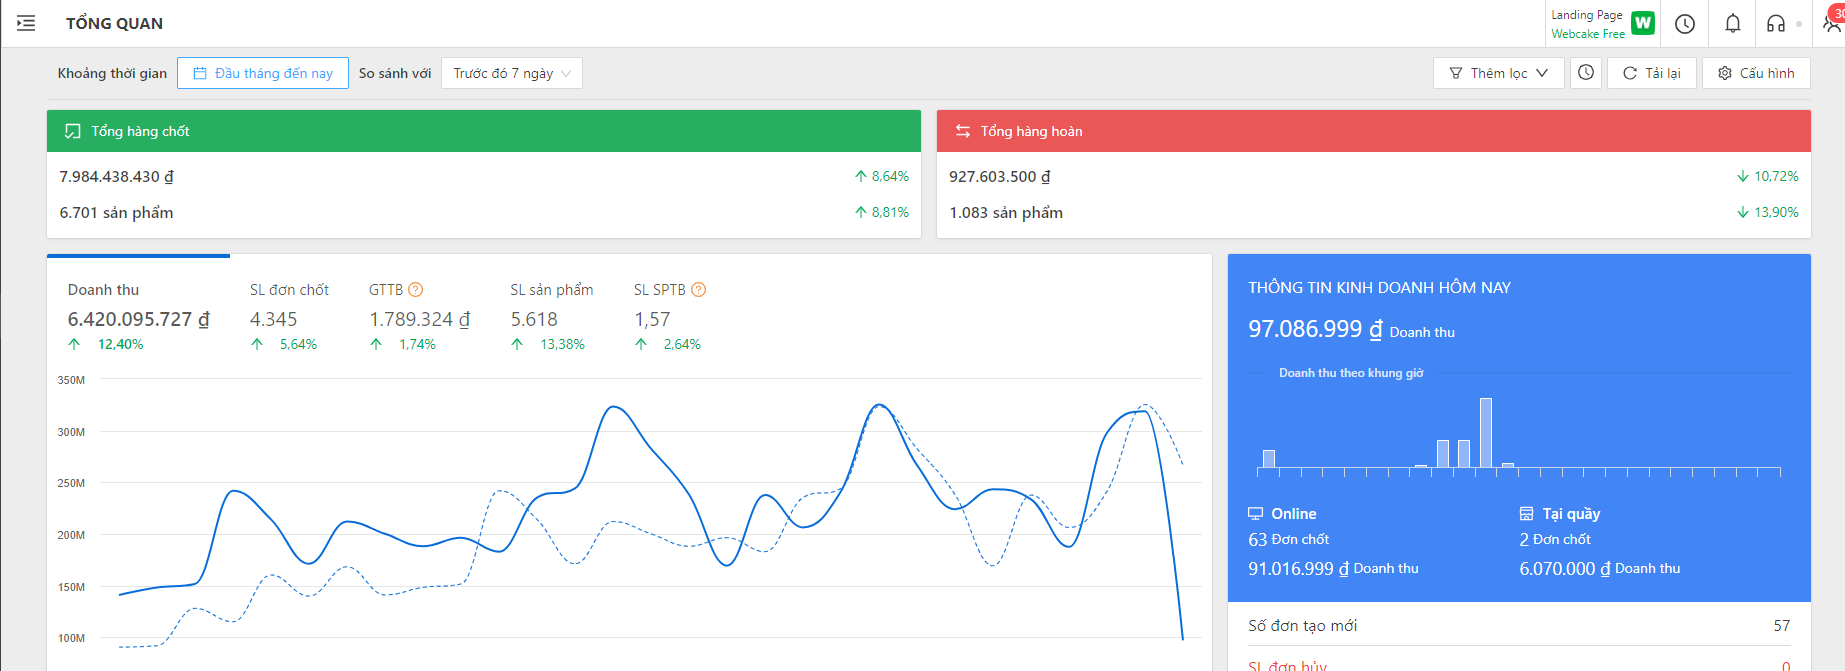 TỔNG QUAN
Landing Page
Webcake Free
W
30
Khoảng thời gian
Đầu tháng đến nay
So sánh với
Trước đó 7 ngày
Thêm lọc
Tải lại
Cấu hình
Tổng hàng chốt
7.984.438.430 ₫
8,64%
6.701 sản phẩm
8,81%
Tổng hàng hoàn
927.603.500 ₫
10,72%
1.083 sản phẩm
13,90%
Doanh thu
6.420.095.727 ₫
12,40%
SL đơn chốt
4.345
5,64%
GTTB
1.789.324 ₫
1,74%
SL sản phẩm
5.618
13,38%
SL SPTB
1,57
2,64%
350M
300M
250M
200M
150M
100M
THÔNG TIN KINH DOANH HÔM NAY
97.086.999 ₫ Doanh thu
Doanh thu theo khung giờ
Online
63 Đơn chốt
91.016.999 ₫ Doanh thu
Tại quầy
2 Đơn chốt
6.070.000 ₫ Doanh thu
Số đơn tạo mới 57
SL đơn hủy 0